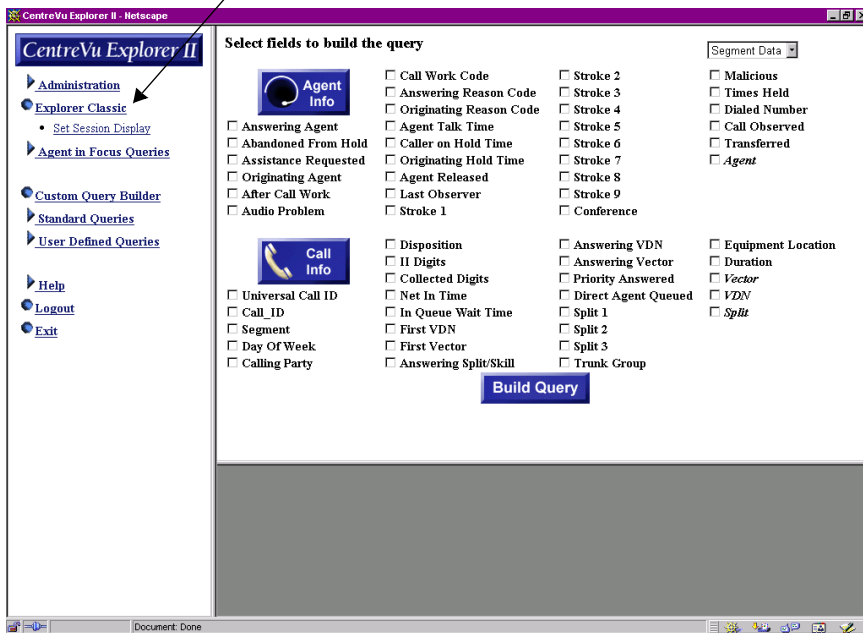 CentreVu Explorer II - Netscape
CentreVu Explorer II
Administration
Explorer Classic
Set Session Display
Agent in Focus Queries
Custom Query Builder
Standard Queries
User Defined Queries
Help
Logout
Exit
Select fields to build the query
Segment Data
Agent Info
Answering Agent
Abandoned From Hold
Assistance Requested
Originating Agent
After Call Work
Audio Problem
Call Work Code
Answering Reason Code
Originating Reason Code
Agent Talk Time
Caller on Hold Time
Originating Hold Time
Agent Released
Last Observer
Stroke 1
Stroke 2
Stroke 3
Stroke 4
Stroke 5
Stroke 6
Stroke 7
Stroke 8
Stroke 9
Conference
Malicious
Times Held
Dialed Number
Call Observed
Transferred
Agent
Call Info
Universal Call ID
Call_ID
Segment
Day Of Week
Calling Party
Disposition
II Digits
Collected Digits
Net In Time
In Queue Wait Time
First VDN
First Vector
Answering Split/Skill
Answering VDN
Answering Vector
Priority Answered
Direct Agent Queued
Split 1
Split 2
Split 3
Trunk Group
Equipment Location
Duration
Vector
VDN
Split
Build Query
Document: Done